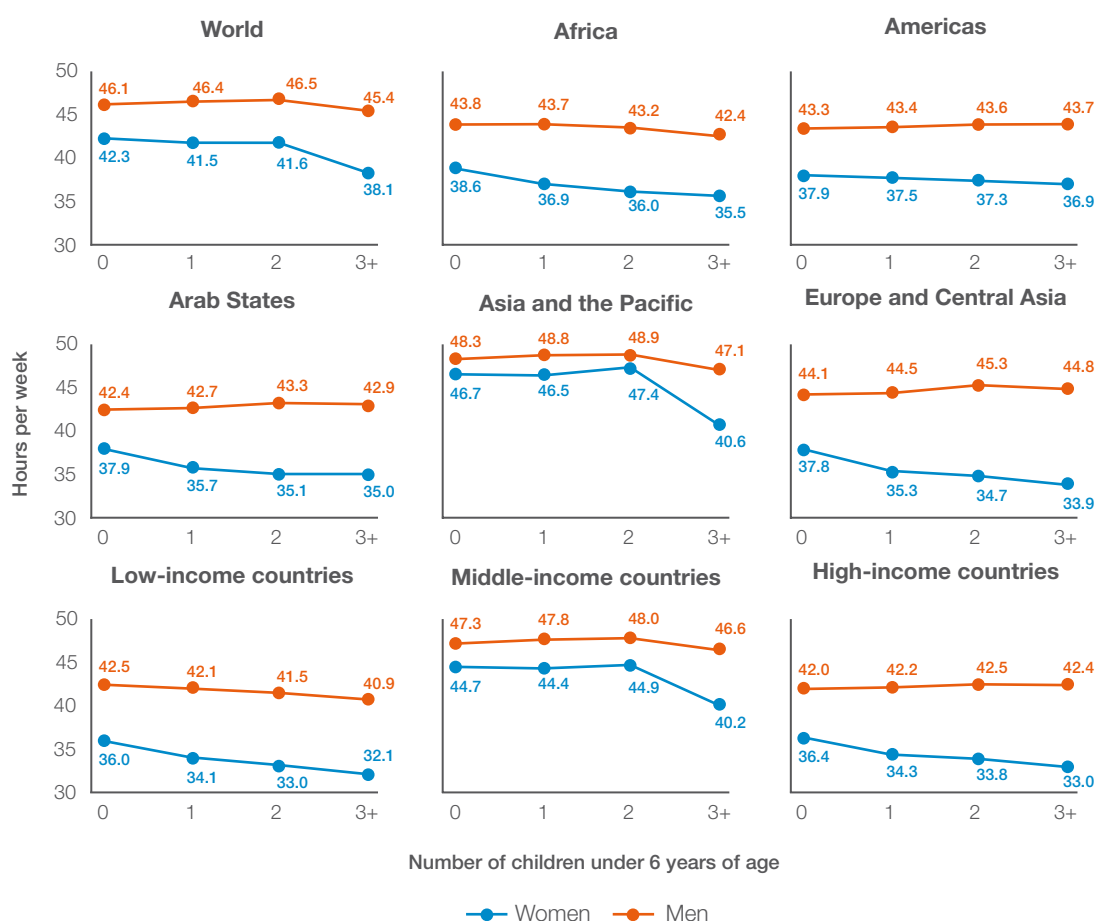 World
Africa
Americas
50
45
40
35
30
46.1 46.4 46.5 45.4
42.3 41.5 41.6 38.1
0 1 2 3+
43.8 43.7 43.2 42.4
38.6 36.9 36.0 35.5
0 1 2 3+
43.3 43.4 43.6 43.7
37.9 37.5 37.3 36.9
0 1 2 3+
Arab States
Asia and the Pacific
Europe and Central Asia
Hours per week
50
45
40
35
30
42.4 42.7 43.3 42.9
37.9 35.7 35.1 35.0
0 1 2 3+
48.3 48.8 48.9 47.1
46.7 46.5 47.4 40.6
0 1 2 3+
44.1 44.5 45.3 44.8
37.8 35.3 34.7 33.9
0 1 2 3+
Low-income countries
Middle-income countries
High-income countries
50
45
40
35
30
42.5 42.1 41.5 40.9
36.0 34.1 33.0 32.1
0 1 2 3+
47.3 47.8 48.0 46.6
44.7 44.4 44.9 40.2
0 1 2 3+
42.0 42.2 42.5 42.4
36.4 34.3 33.8 33.0
0 1 2 3+
Number of children under 6 years of age
Women Men